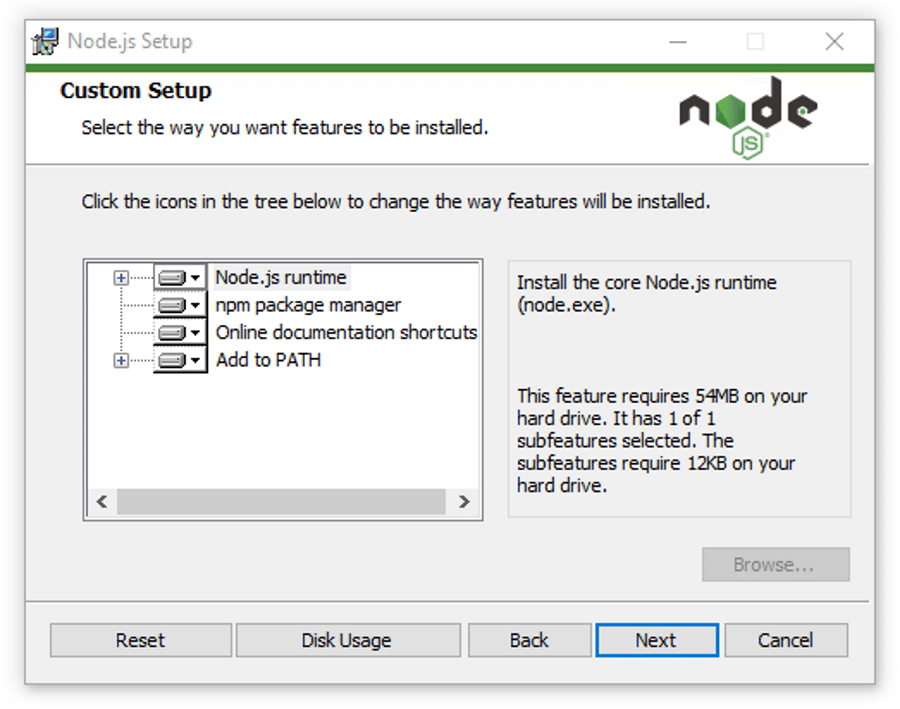 Node.js Setup
Custom Setup
Select the way you want features to be installed.
node
JS
Click the icons in the tree below to change the way features will be installed.
Node.js runtime
npm package manager
Online documentation shortcuts
Add to PATH
Install the core Node.js runtime
(node.exe).
This feature requires 54MB on your
hard drive. It has 1 of 1
subfeatures selected. The
subfeatures require 12KB on your
hard drive.
Browse...
Reset
Disk Usage
Back
Next
Cancel